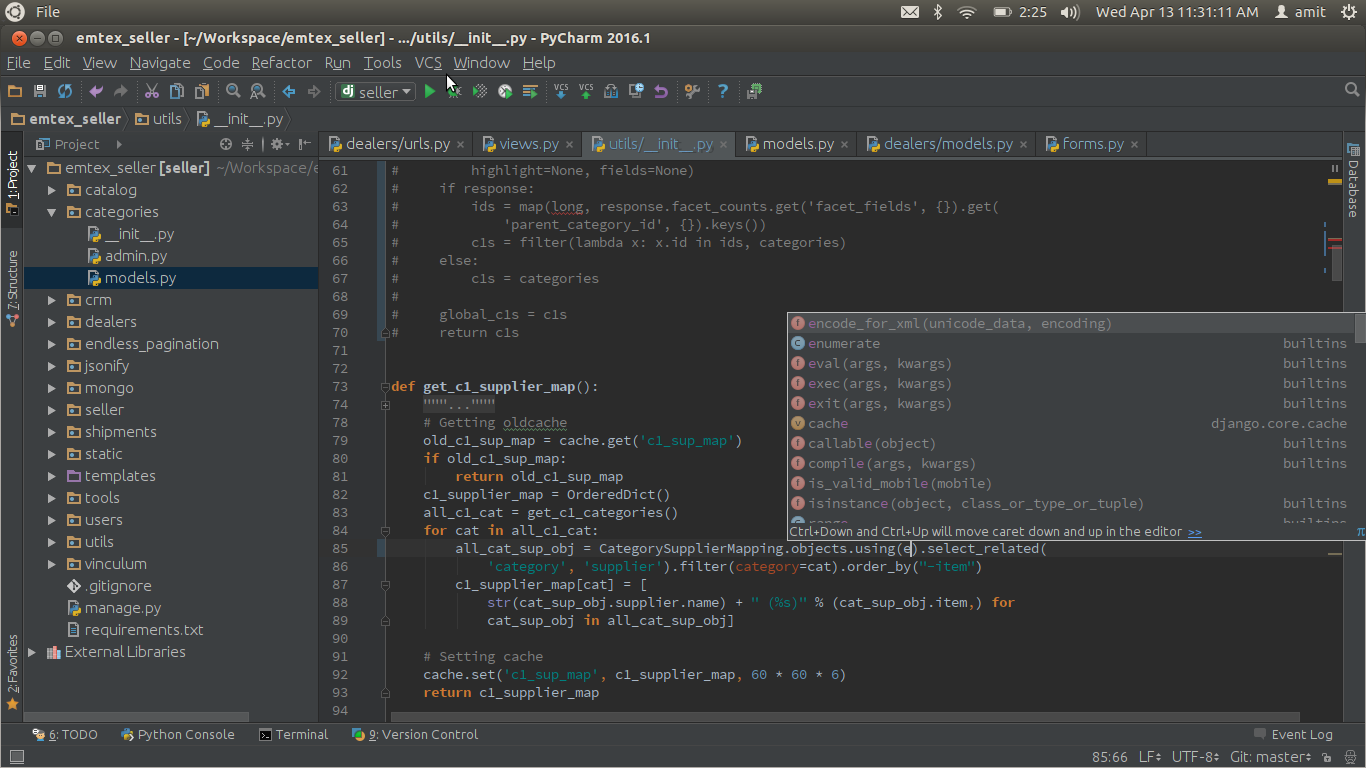 File
2:25
Wed Apr 13 11:31:11 AM
amit
emtex_seller - [~/Workspace/emtex_seller] - .../utils/__init__.py - PyCharm 2016.1
File Edit View Navigate Code Refactor Run Tools VCS Window Help
dj seller
VCS VCS
emtex_seller utils __init__.py
Project
dealers/urls.py views.py utils/__init__.py models.py dealers/models.py forms.py
1: Project
7: Structure
2: Favorites
Database
emtex_seller [seller] ~/Workspace/e
catalog
categories
__init__.py
admin.py
models.py
crm
dealers
endless_pagination
jsonify
mongo
seller
shipments
static
templates
tools
users
utils
vinculum
.gitignore
manage.py
requirements.txt
External Libraries
61 #         highlight=None, fields=None)
62 #     if response:
63 #         ids = map(long, response.facet_counts.get('facet_fields', {}).get(
64 #             'parent_category_id', {}).keys())
65 #         cls = filter(lambda x: x.id in ids, categories)
66 #     else:
67 #         cls = categories
68 #
69 #     global_cls = cls
70 #     return cls
71
72
73 def get_c1_supplier_map():
74     """..."""
78     # Getting oldcache
79     old_c1_sup_map = cache.get('c1_sup_map')
80     if old_c1_sup_map:
81         return old_c1_sup_map
82     c1_supplier_map = OrderedDict()
83     all_c1_cat = get_c1_categories()
84     for cat in all_c1_cat:
85         all_cat_sup_obj = CategorySupplierMapping.objects.using(e).select_related(
86             'category', 'supplier').filter(category=cat).order_by("-item")
87         c1_supplier_map[cat] = [
88             str(cat_sup_obj.supplier.name) + " (%s)" % (cat_sup_obj.item,) for
89             cat_sup_obj in all_cat_sup_obj]
90
91     # Setting cache
92     cache.set('c1_sup_map', c1_supplier_map, 60 * 60 * 6)
93     return c1_supplier_map
94
encode_for_xml(unicode_data, encoding)
enumerate builtins
eval(args, kwargs) builtins
exec(args, kwargs) builtins
exit(args, kwargs) builtins
cache django.core.cache
callable(object) builtins
compile(args, kwargs) builtins
is_valid_mobile(mobile)
isinstance(object, class_or_type_or_tuple) builtins
Ctrl+Down and Ctrl+Up will move caret down and up in the editor >> π
6: TODO Python Console Terminal 9: Version Control Event Log
85:66 LF UTF-8 Git: master